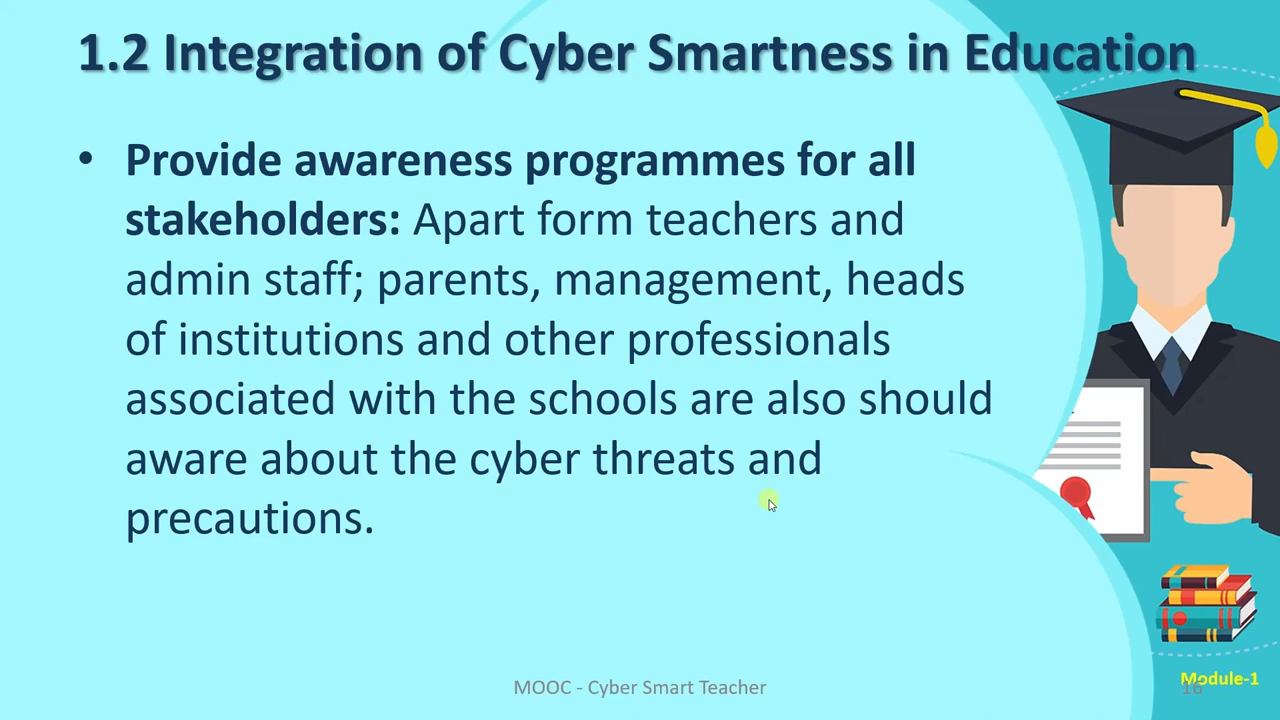 1.2 Integration of Cyber Smartness in Education
• Provide awareness programmes for all
stakeholders: Apart form teachers and
admin staff; parents, management, heads
of institutions and other professionals
associated with the schools are also should
aware about the cyber threats and
precautions.
MOOC - Cyber Smart Teacher
Module-1
16